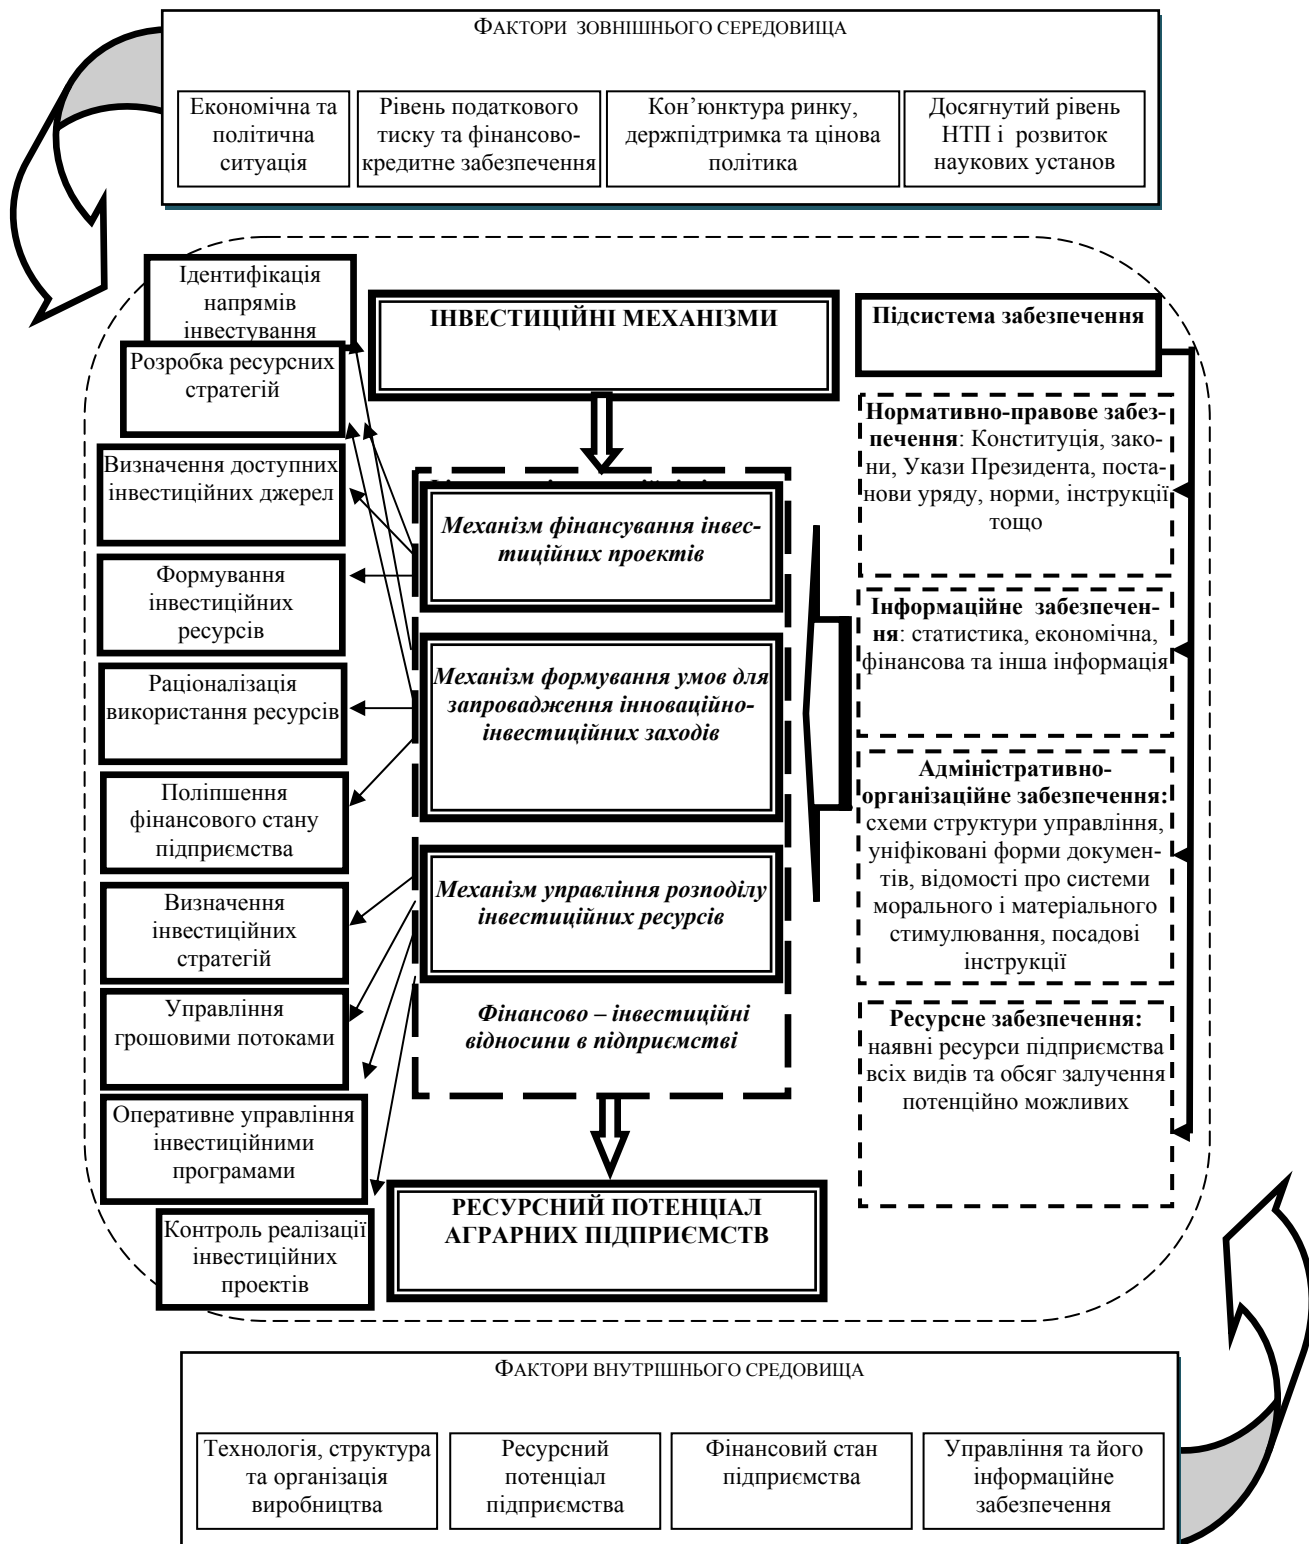 ФАКТОРИ ЗОВНІШНЬОГО СЕРЕДОВИЩА
Економічна та
політична
ситуація
Рівень податкового
тиску та фінансово-
кредитне забезпечення
Кон’юнктура ринку,
держпідтримка та цінова
політика
Досягнутий рівень
НТП і розвиток
наукових установ
Ідентифікація
напрямів
інвестування
Розробка ресурсних
стратегій
Визначення доступних
інвестиційних джерел
Формування
інвестиційних
ресурсів
Раціоналізація
використання ресурсів
Поліпшення
фінансового стану
підприємства
Визначення
інвестиційних
стратегій
Управління
грошовими потоками
Оперативне управління
інвестиційними
програмами
Контроль реалізації
інвестиційних
проектів
ІНВЕСТИЦІЙНІ МЕХАНІЗМИ
Механізм фінансування інвес-
тиційних проектів
Механізм формування умов для
запровадження інноваційно-
інвестиційних заходів
Механізм управління розподілу
інвестиційних ресурсів
Фінансово – інвестиційні
відносини в підприємстві
РЕСУРСНИЙ ПОТЕНЦІАЛ
АГРАРНИХ ПІДПРИЄМСТВ
Підсистема забезпечення
Нормативно-правове забез-
печення: Конституція, зако-
ни, Укази Президента, поста-
нови уряду, норми, інструкції
тощо
Інформаційне забезпечен-
ня: статистика, економічна,
фінансова та інша інформація
Адміністративно-
організаційне забезпечення:
схеми структури управління,
уніфіковані форми докумен-
тів, відомості про системи
морального і матеріального
стимулювання, посадові
інструкції
Ресурсне забезпечення:
наявні ресурси підприємства
всіх видів та обсяг залучення
потенційно можливих
ФАКТОРИ ВНУТРІШНЬОГО СРЕДОВИЩА
Технологія, структура
та організація
виробництва
Ресурсний
потенціал
підприємства
Фінансовий стан
підприємства
Управління та його
інформаційне
забезпечення